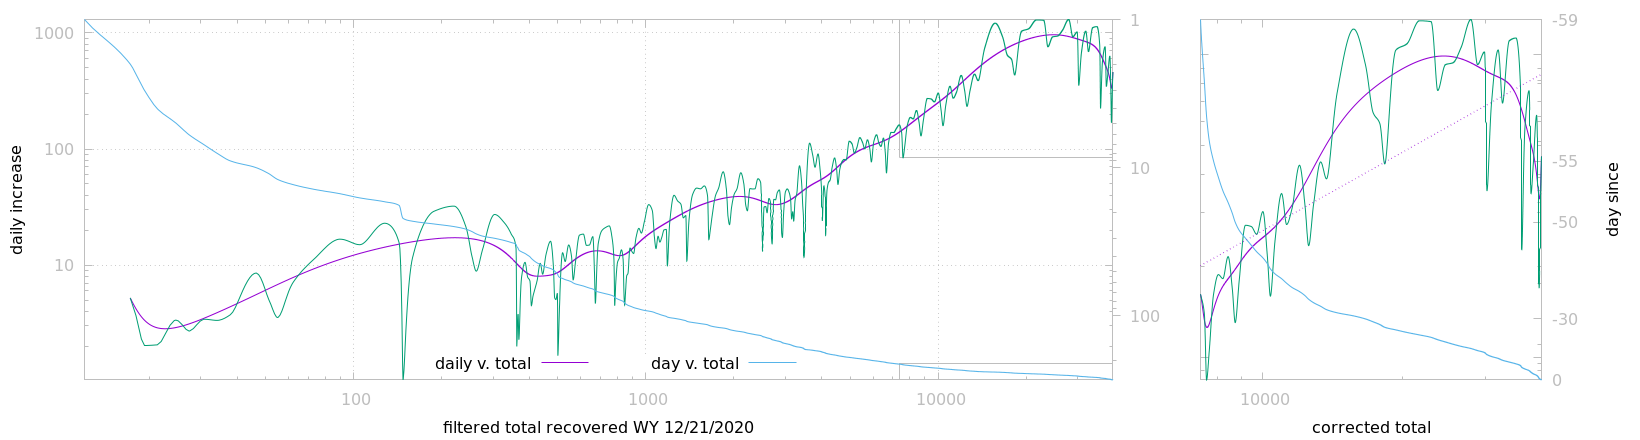 1000
100
10
daily increase
100
1000
10000
filtered total recovered WY 12/21/2020
daily v. total
day v. total
1
10
100
10000
corrected total
-59
-55
-50
-30
0
day since